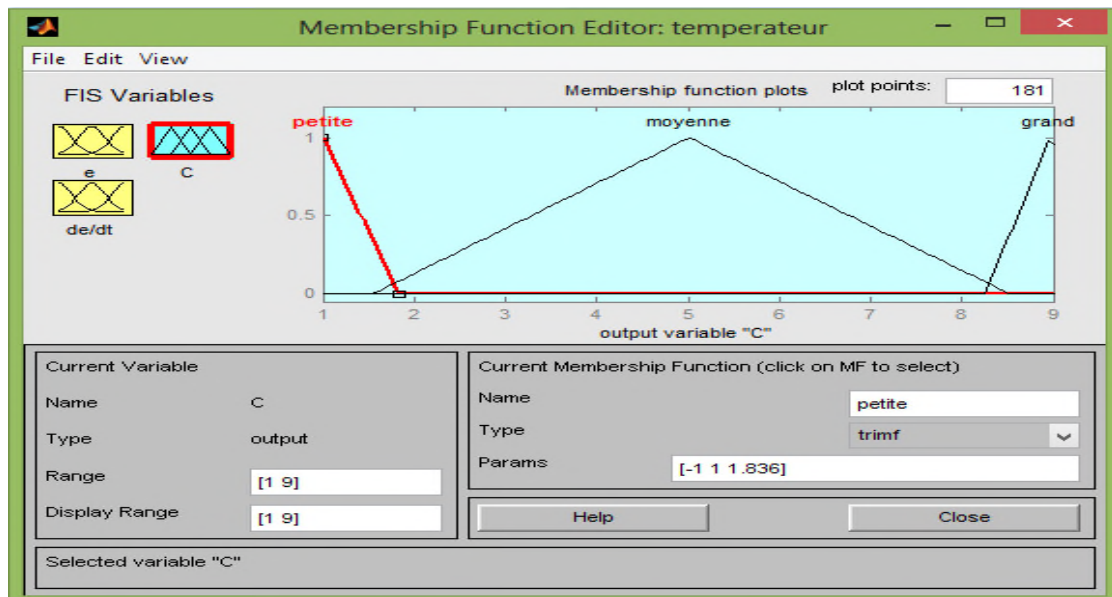 Membership Function Editor: temperateur
File Edit View
FIS Variables
Membership function plots plot points: 181
petite moyenne grand
e C
de/dt
1
0.5
0
1 2 3 4 5 6 7 8 9
output variable "C"
Current Variable
Name C
Type output
Range [1 9]
Display Range [1 9]
Current Membership Function (click on MF to select)
Name petite
Type trimf
Params [-1 1 1.836]
Help Close
Selected variable "C"